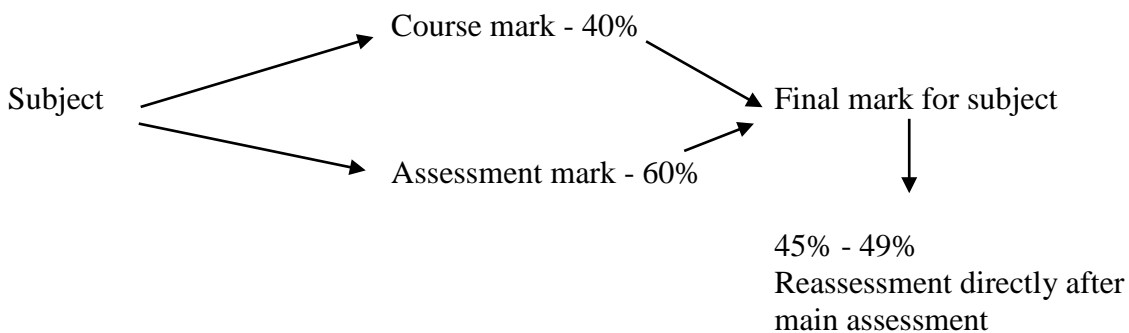 Course mark - 40%
Subject
Final mark for subject
Assessment mark - 60%
45% - 49%
Reassessment directly after
main assessment